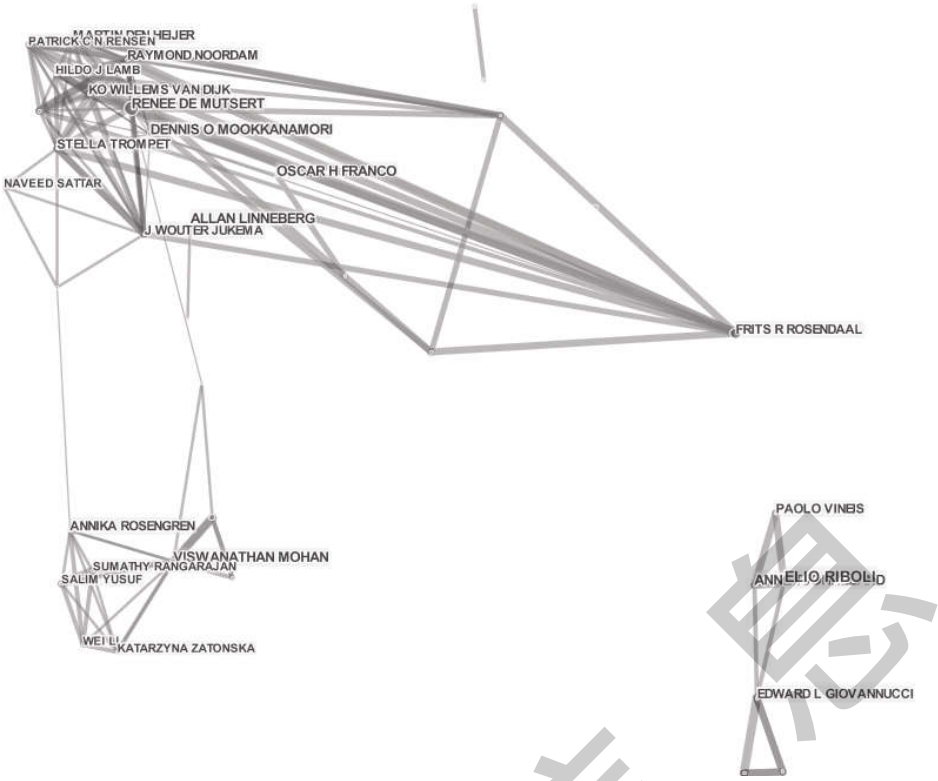 MARTIN DEN HEIJER
PATRICK C N RENSEN
RAYMOND NOORDAM
HILDO J LAMB
KO WILLEMS VAN DIJK
RENEE DE MUTSERT
DENNIS O MOOKKANAMORI
STELLA TROMPET
OSCAR H FRANCO
NAVEED SATTAR
ALLAN LINNEBERG
J WOUTER JUKEMA
FRITS R ROSENDAAL
PAOLO VINEIS
ANNIKA ROSENGREN
VISWANATHAN MOHAN
SUMATHY RANGARAJAN
SALIM YUSUF
ELIO RIBOLI
WEI LI
KATARZYNA ZATONSKA
EDWARD L GIOVANNUCCI
息